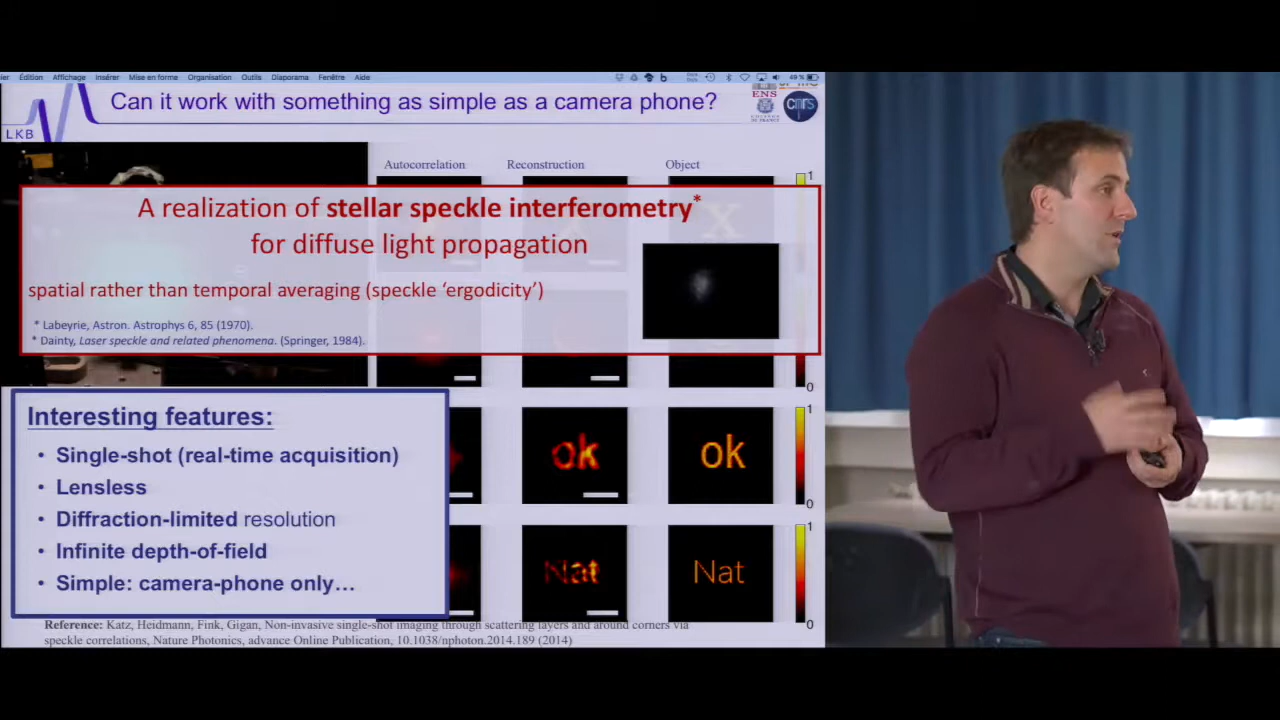 Édition Affichage Insérer Mise en forme Organisation Outils Diaporama Fenêtre Aide
49 %
Can it work with something as simple as a camera phone?
LKB
ENS
cnrs
Autocorrelation Reconstruction Object
1
A realization of stellar speckle interferometry*
for diffuse light propagation
spatial rather than temporal averaging (speckle ‘ergodicity’)
* Labeyrie, Astron. Astrophys 6, 85 (1970).
* Dainty, Laser speckle and related phenomena. (Springer, 1984).
X
0
1
ok
ok
0
1
Nat
Nat
0
Interesting features:
• Single-shot (real-time acquisition)
• Lensless
• Diffraction-limited resolution
• Infinite depth-of-field
• Simple: camera-phone only…
Reference: Katz, Heidmann, Fink, Gigan, Non-invasive single-shot imaging through scattering layers and around corners via
speckle correlations, Nature Photonics, advance Online Publication, 10.1038/nphoton.2014.189 (2014)